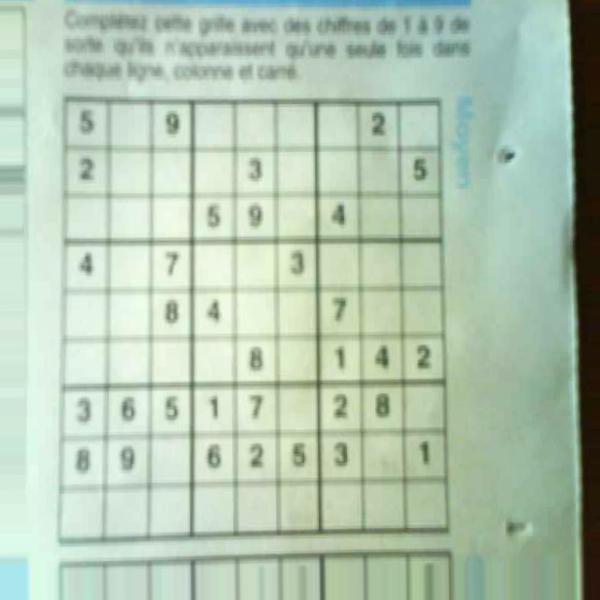 Complétez cette grille avec des chiffres de 1 à 9 de
sorte qu'ils n'apparaissent qu'une seule fois dans
chaque ligne, colonne et carré.
Moyen
5 9 2
2 3 5
5 9 4
4 7 3
8 4 7
8 1 4 2
3 6 5 1 7 2 8
8 9 6 2 5 3 1